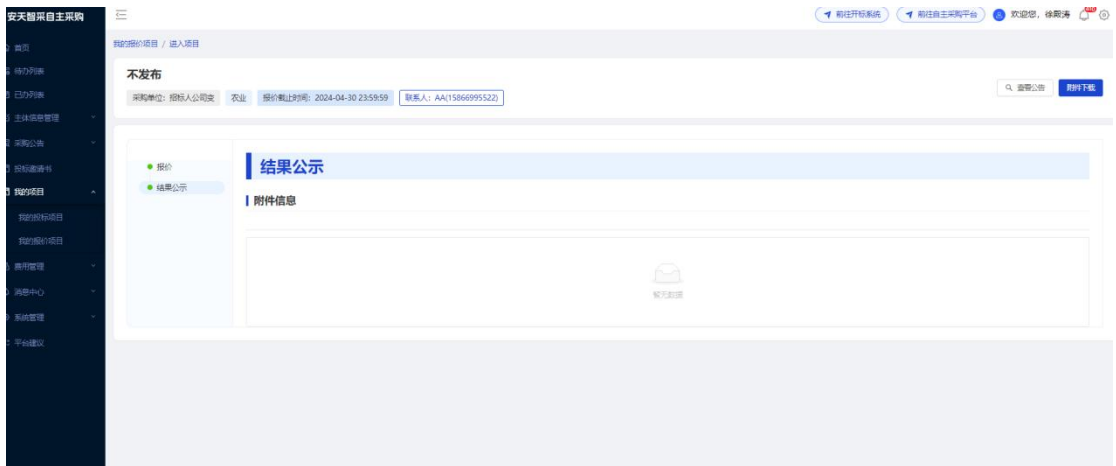 安天智采自主采购
前往开标系统
前往自主采购平台
欢迎您，徐殿涛
首页
待办列表
已办列表
主体信息管理
采购公告
投标邀请书
我的项目
我的投标项目
我的报价项目
费用管理
消息中心
系统管理
平台建议
我的报价项目 / 进入项目
不发布
采购单位：招标人公司变
农业
报价截止时间：2024-04-30 23:59:59
联系人：AA(15866995522)
查看公告
附件下载
报价
结果公示
结果公示
附件信息
暂无数据